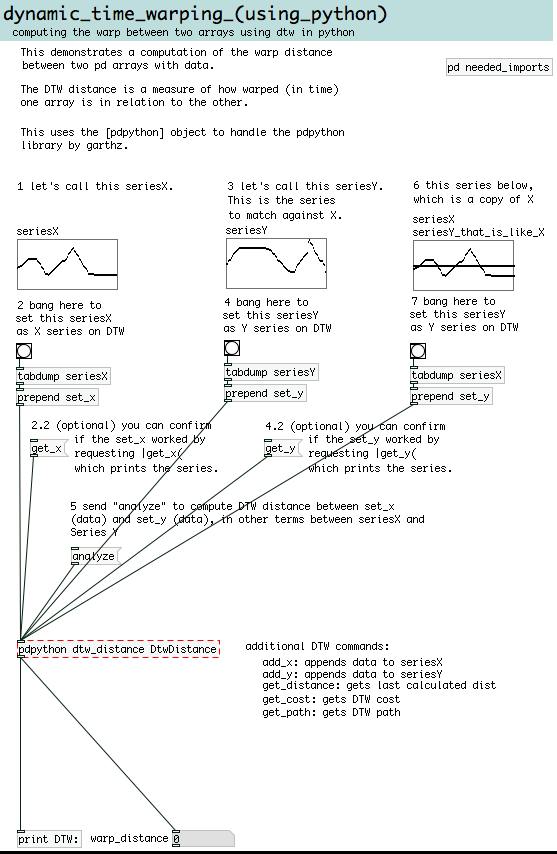 dynamic_time_warping_(using_python)
computing the warp between two arrays using dtw in python
This demonstrates a computation of the warp distance
between two pd arrays with data.
pd needed_imports
The DTW distance is a measure of how warped (in time)
one array is in relation to the other.
This uses the [pdpython] object to handle the pdpython
library by garthz.
1 let's call this seriesX.
seriesX
2 bang here to
set this seriesX
as X series on DTW
tabdump seriesX
prepend set_x
3 let's call this seriesY.
This is the series
to match against X.
seriesY
4 bang here to
set this seriesY
as Y series on DTW
tabdump seriesY
prepend set_y
6 this series below,
which is a copy of X
seriesX
seriesY_that_is_like_X
7 bang here to
set this seriesY
as Y series on DTW
tabdump seriesX
prepend set_y
2.2 (optional) you can confirm
if the set_x worked by
requesting |get_x(
which prints the series.
get_x
4.2 (optional) you can confirm
if the set_y worked by
requesting |get_y(
which prints the series.
get_y
5 send "analyze" to compute DTW distance between set_x
(data) and set_y (data), in other terms between seriesX and
Series Y
analyze
pdpython dtw_distance DtwDistance
additional DTW commands:
add_x: appends data to seriesX
add_y: appends data to seriesY
get_distance: gets last calculated dist
get_cost: gets DTW cost
get_path: gets DTW path
print DTW:
warp_distance 0